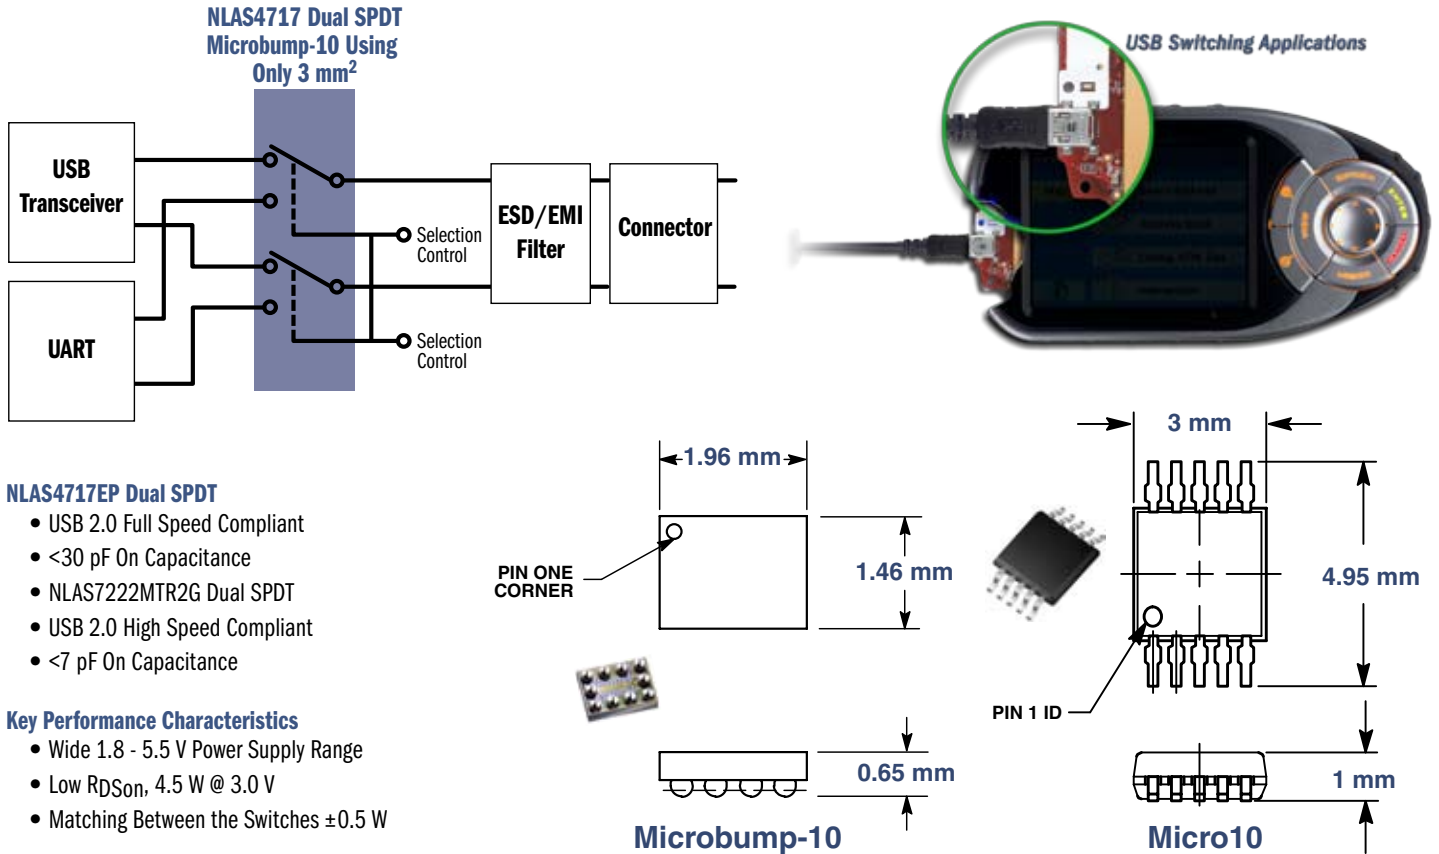 NLAS4717 Dual SPDT
Microbump-10 Using
Only 3 mm²
USB Switching Applications
USB
Transceiver
UART
Selection
Control
Selection
Control
ESD/EMI
Filter
Connector
NLAS4717EP Dual SPDT
• USB 2.0 Full Speed Compliant
• <30 pF On Capacitance
• NLAS7222MTR2G Dual SPDT
• USB 2.0 High Speed Compliant
• <7 pF On Capacitance
Key Performance Characteristics
• Wide 1.8 - 5.5 V Power Supply Range
• Low RDSon, 4.5 W @ 3.0 V
• Matching Between the Switches ±0.5 W
1.96 mm
PIN ONE
CORNER
1.46 mm
0.65 mm
Microbump-10
3 mm
4.95 mm
PIN 1 ID
1 mm
Micro10